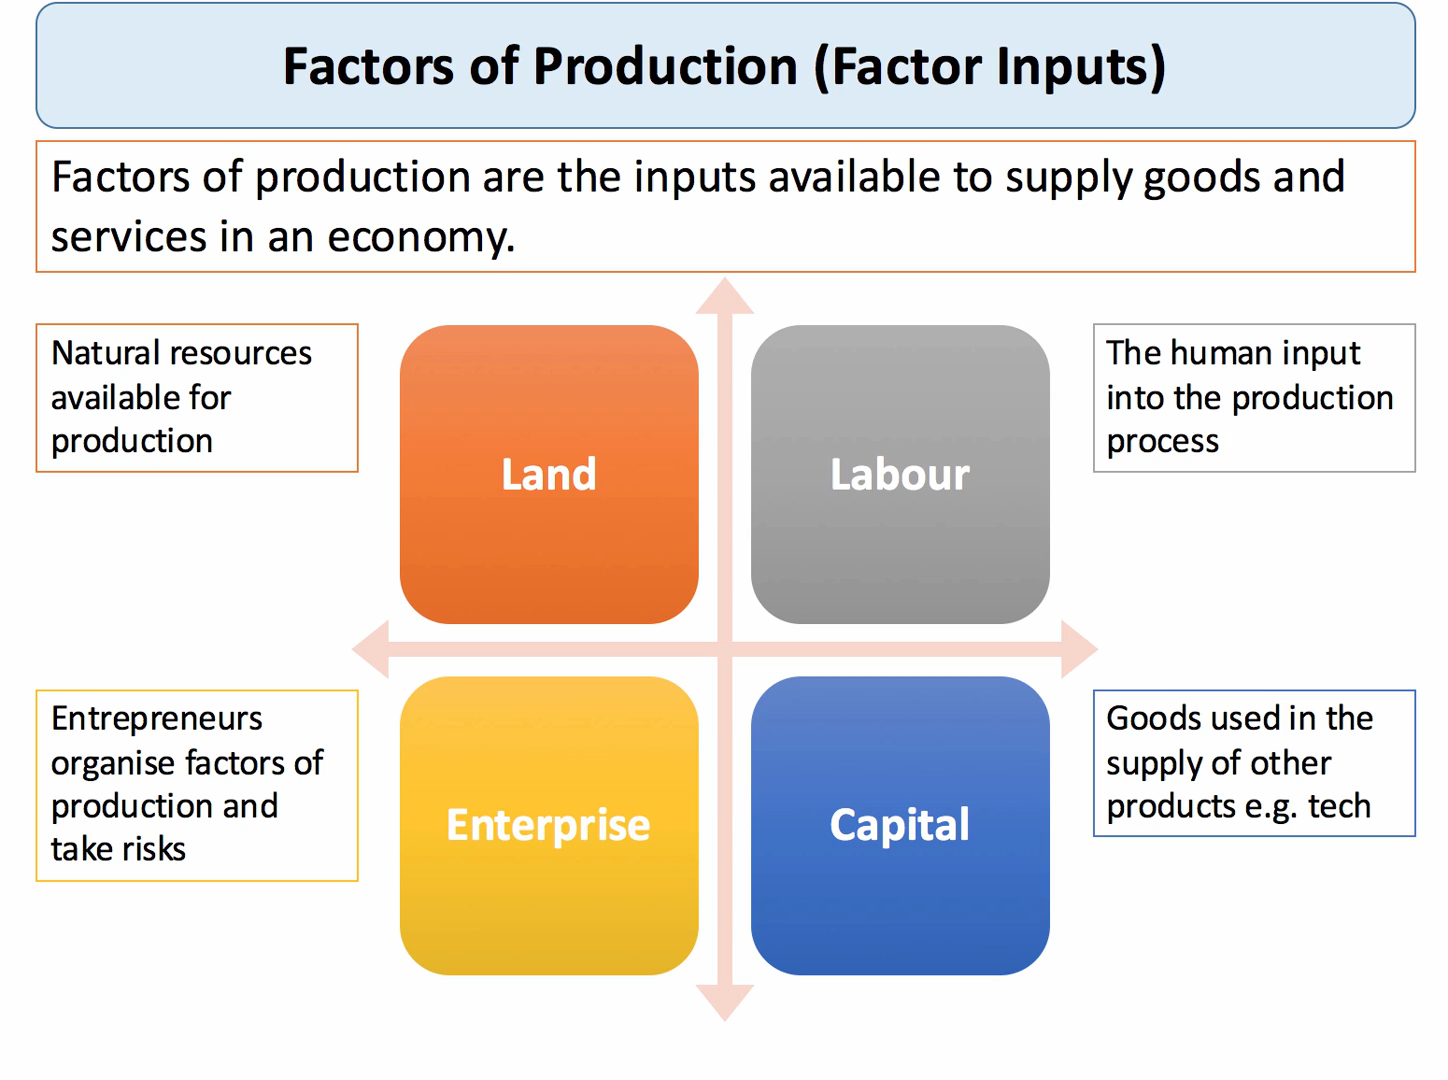 Factors of Production (Factor Inputs)
Factors of production are the inputs available to supply goods and
services in an economy.
Natural resources
available for
production
Land
Labour
The human input
into the production
process
Entrepreneurs
organise factors of
production and
take risks
Enterprise
Capital
Goods used in the
supply of other
products e.g. tech